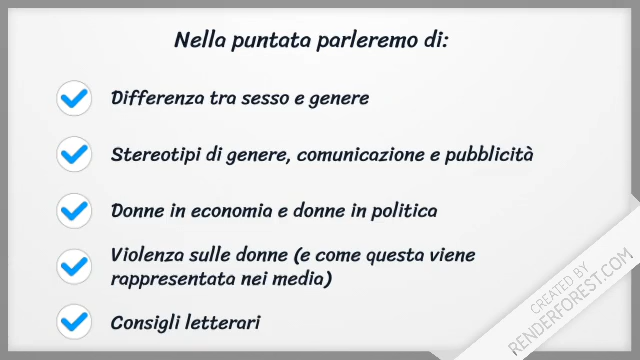 Nella puntata parleremo di:
Differenza tra sesso e genere
Stereotipi di genere, comunicazione e pubblicità
Donne in economia e donne in politica
Violenza sulle donne (e come questa viene
rappresentata nei media)
Consigli letterari
CREATED BY
RENDERFOREST.COM